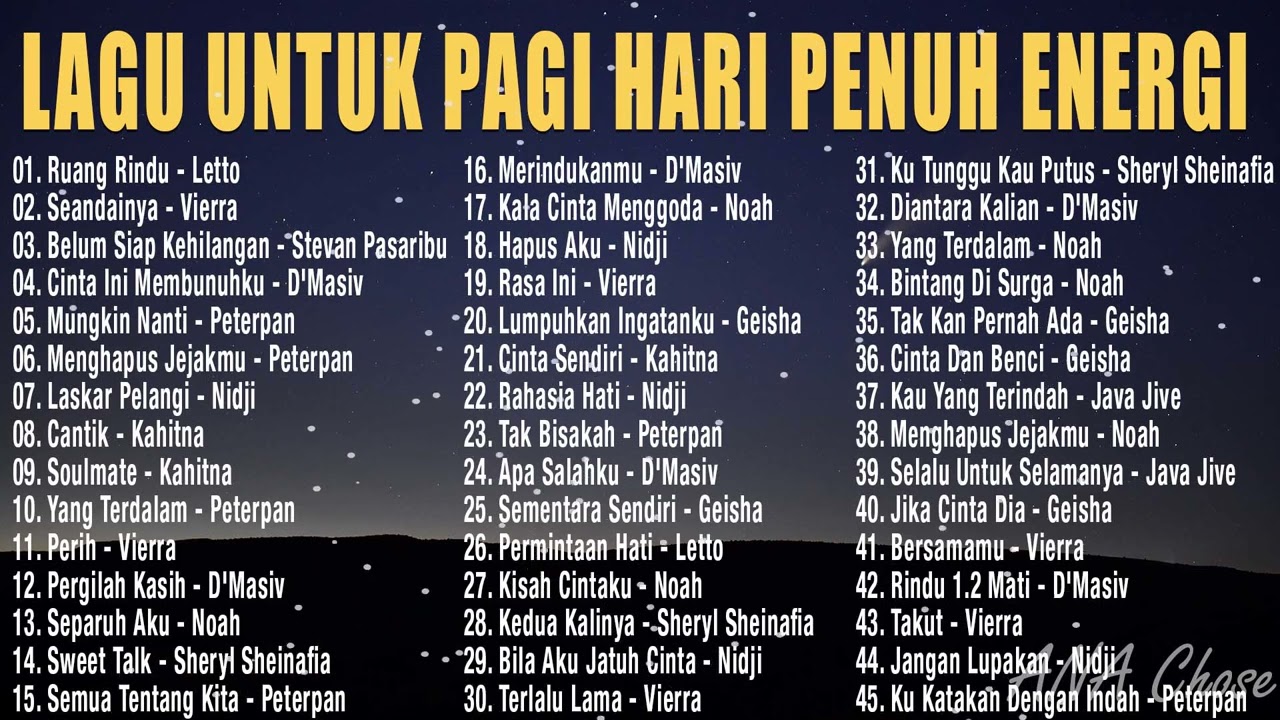 LAGU UNTUK PAGI HARI PENUH ENERGI
01. Ruang Rindu - Letto
02. Seandainya - Vierra
03. Belum Siap Kehilangan - Stevan Pasaribu
04. Cinta Ini Membunuhku - D'Masiv
05. Mungkin Nanti - Peterpan
06. Menghapus Jejakmu - Peterpan
07. Laskar Pelangi - Nidji
08. Cantik - Kahitna
09. Soulmate - Kahitna
10. Yang Terdalam - Peterpan
11. Perih - Vierra
12. Pergilah Kasih - D'Masiv
13. Separuh Aku - Noah
14. Sweet Talk - Sheryl Sheinafia
15. Semua Tentang Kita - Peterpan
16. Merindukanmu - D'Masiv
17. Kala Cinta Menggoda - Noah
18. Hapus Aku - Nidji
19. Rasa Ini - Vierra
20. Lumpuhkan Ingatanku - Geisha
21. Cinta Sendiri - Kahitna
22. Rahasia Hati - Nidji
23. Tak Bisakah - Peterpan
24. Apa Salahku - D'Masiv
25. Sementara Sendiri - Geisha
26. Permintaan Hati - Letto
27. Kisah Cintaku - Noah
28. Kedua Kalinya - Sheryl Sheinafia
29. Bila Aku Jatuh Cinta - Nidji
30. Terlalu Lama - Vierra
31. Ku Tunggu Kau Putus - Sheryl Sheinafia
32. Diantara Kalian - D'Masiv
33. Yang Terdalam - Noah
34. Bintang Di Surga - Noah
35. Tak Kan Pernah Ada - Geisha
36. Cinta Dan Benci - Geisha
37. Kau Yang Terindah - Java Jive
38. Menghapus Jejakmu - Noah
39. Selalu Untuk Selamanya - Java Jive
40. Jika Cinta Dia - Geisha
41. Bersamamu - Vierra
42. Rindu 1.2 Mati - D'Masiv
43. Takut - Vierra
44. Jangan Lupakan - Nidji
45. Ku Katakan Dengan Indah - Peterpan
ANA Chose